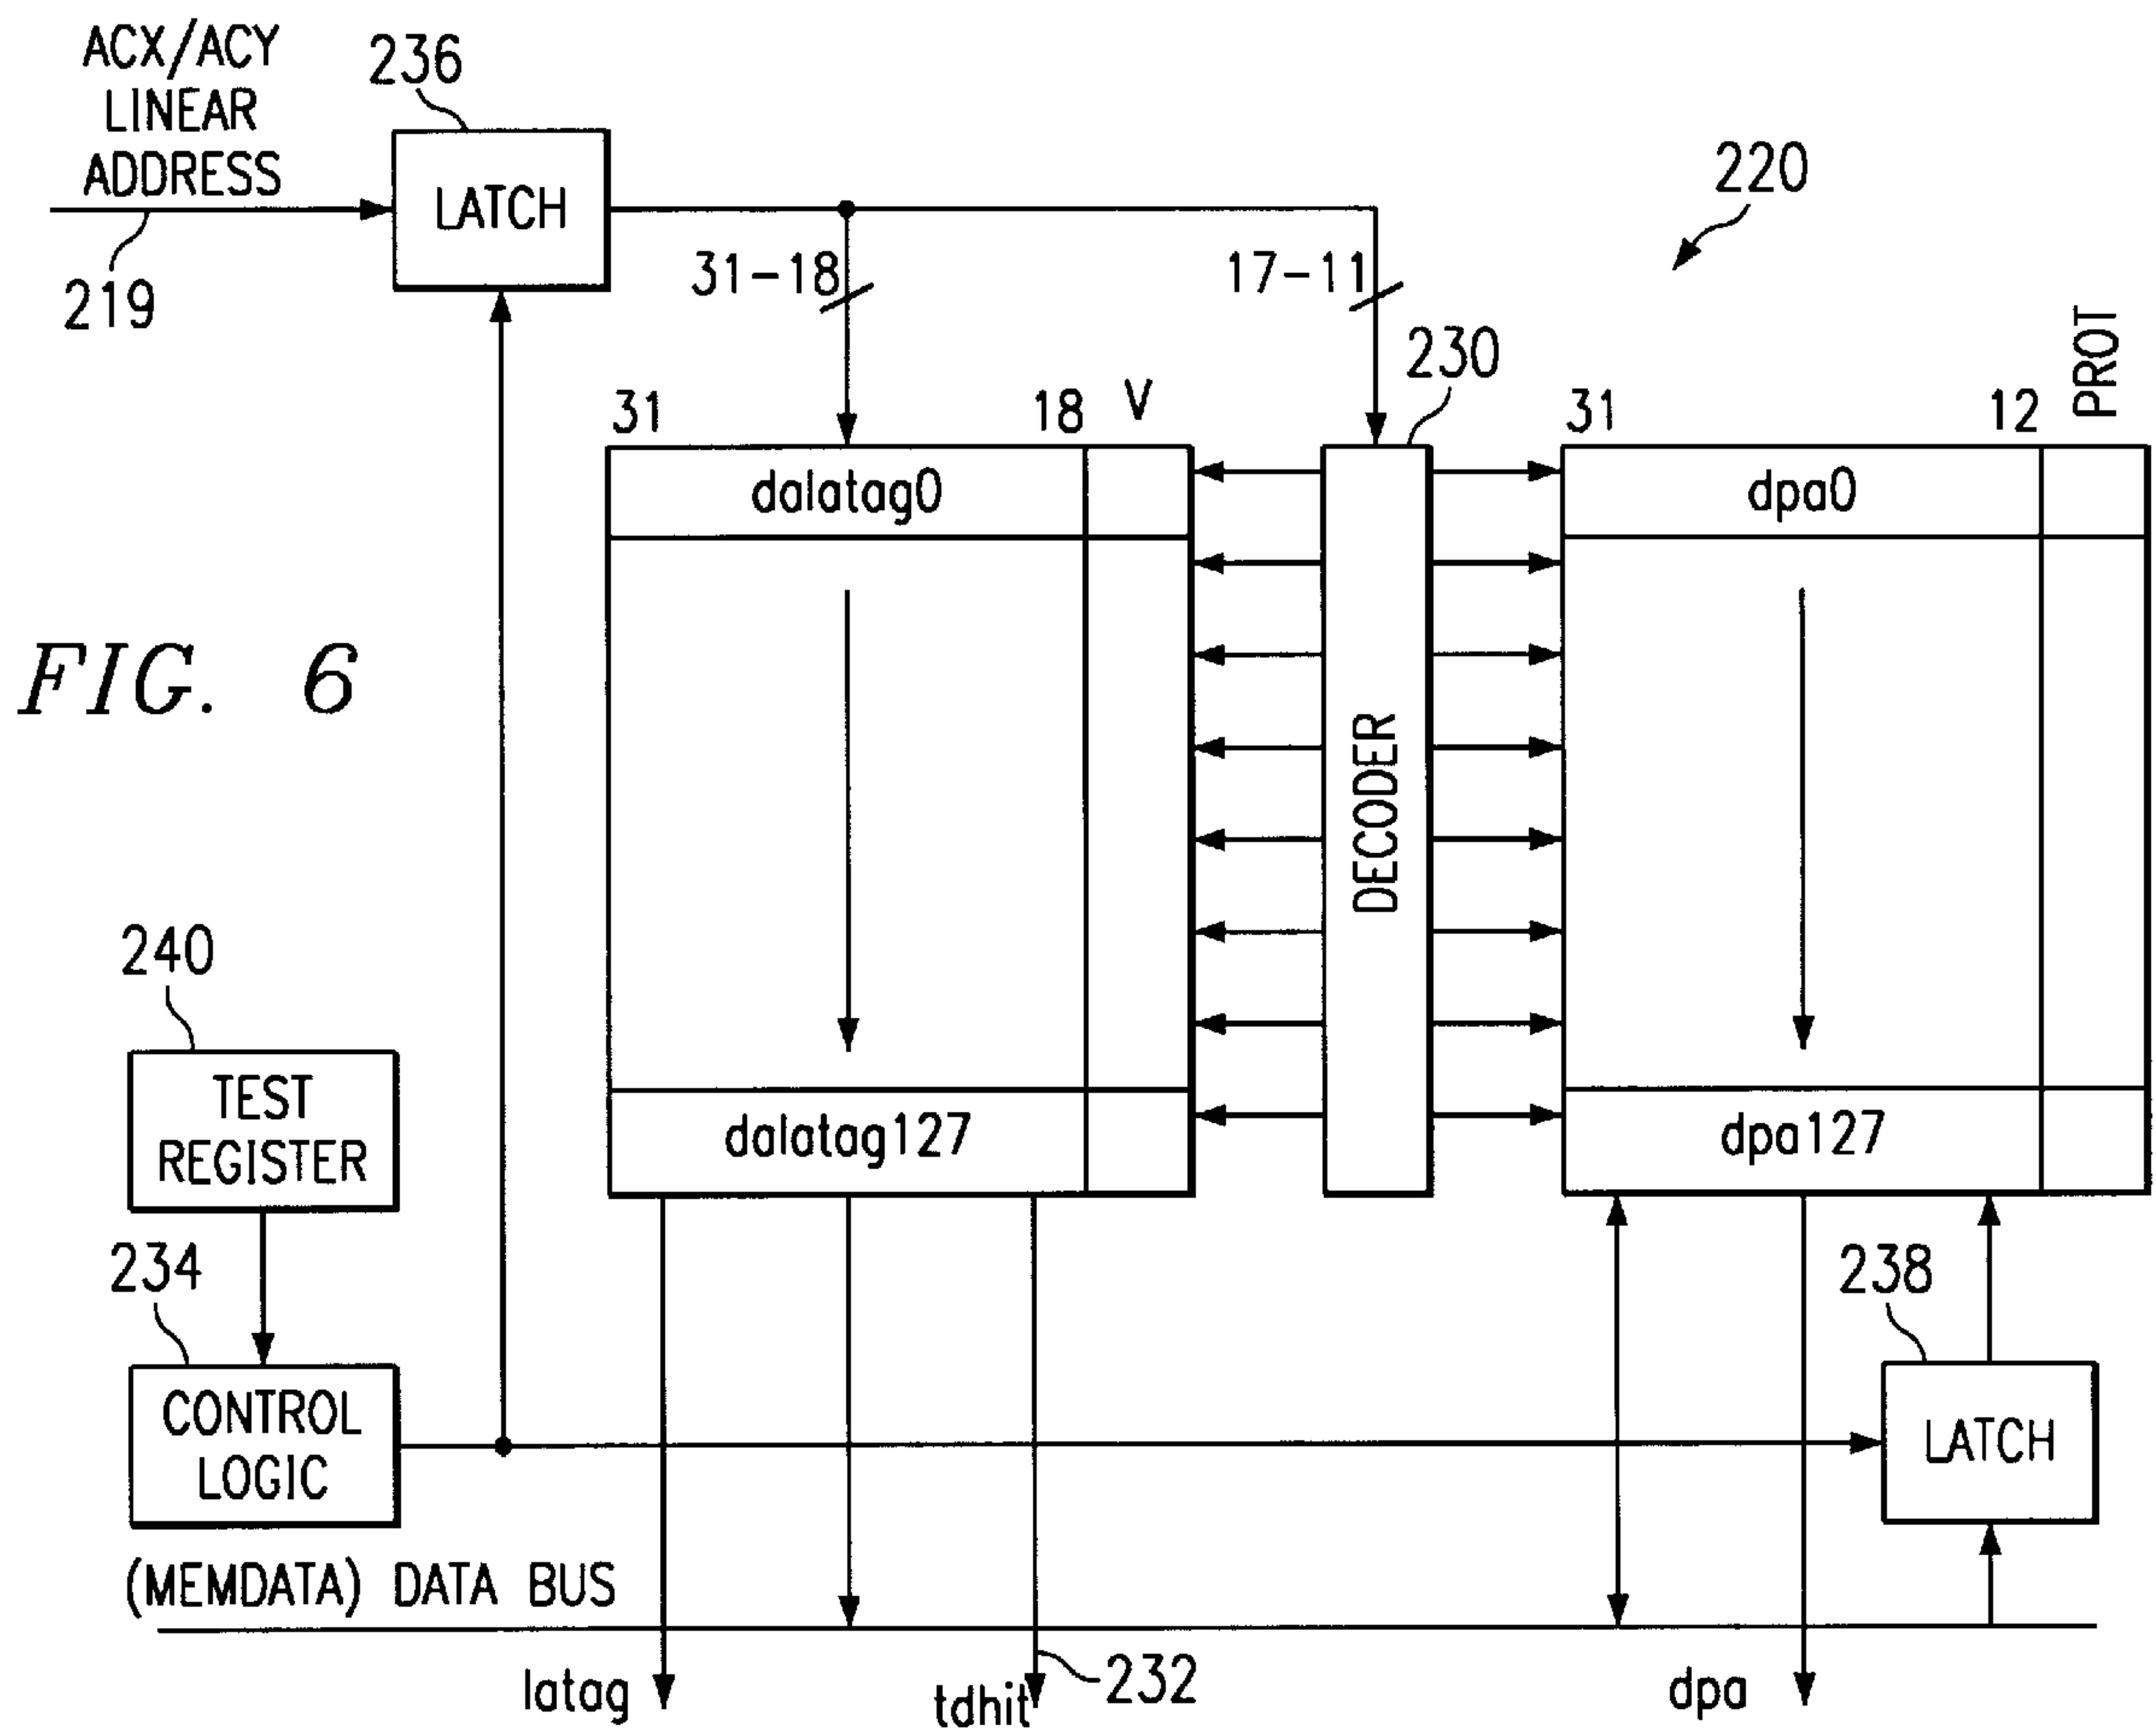 ACX/ACY
LINEAR
ADDRESS
236
LATCH
219
220
31-18
17-11
230
31
18
V
31
12
PROT
dalatag0
dpa0
DECODER
FIG. 6
240
TEST
REGISTER
dalatag127
dpa127
234
CONTROL
LOGIC
238
LATCH
(MEMDATA) DATA BUS
latag
tdhit
232
dpa